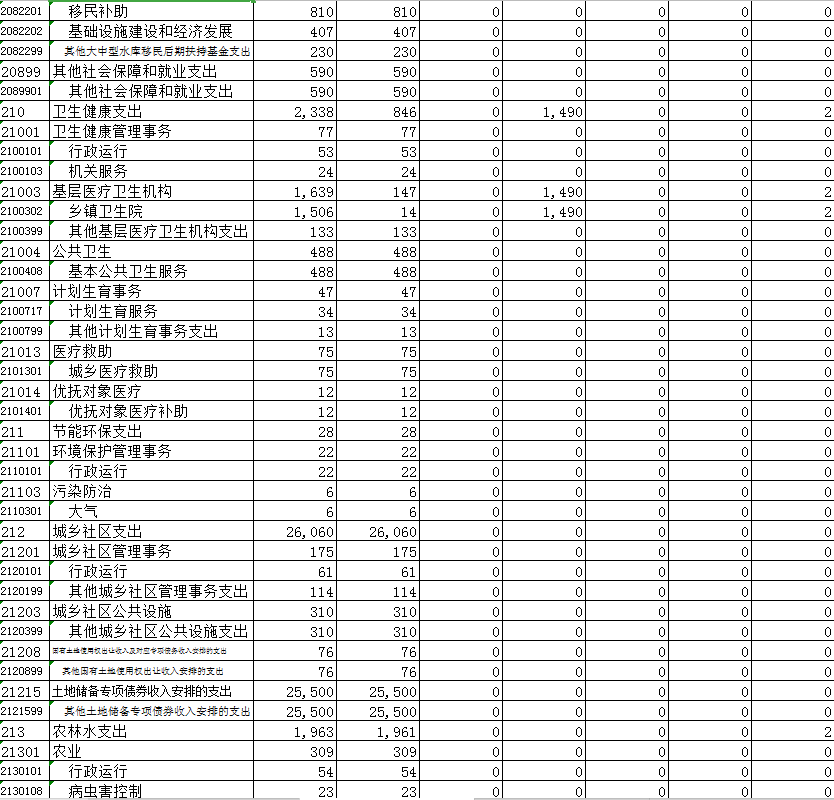 2082201 移民补助 810 810 0 0 0 0 0
2082202 基础设施建设和经济发展 407 407 0 0 0 0 0
2082299 其他大中型水库移民后期扶持基金支出 230 230 0 0 0 0 0
20899 其他社会保障和就业支出 590 590 0 0 0 0 0
2089901 其他社会保障和就业支出 590 590 0 0 0 0 0
210 卫生健康支出 2,338 846 0 1,490 0 0 2
21001 卫生健康管理事务 77 77 0 0 0 0 0
2100101 行政运行 53 53 0 0 0 0 0
2100103 机关服务 24 24 0 0 0 0 0
21003 基层医疗卫生机构 1,639 147 0 1,490 0 0 2
2100302 乡镇卫生院 1,506 14 0 1,490 0 0 2
2100399 其他基层医疗卫生机构支出 133 133 0 0 0 0 0
21004 公共卫生 488 488 0 0 0 0 0
2100408 基本公共卫生服务 488 488 0 0 0 0 0
21007 计划生育事务 47 47 0 0 0 0 0
2100717 计划生育服务 34 34 0 0 0 0 0
2100799 其他计划生育事务支出 13 13 0 0 0 0 0
21013 医疗救助 75 75 0 0 0 0 0
2101301 城乡医疗救助 75 75 0 0 0 0 0
21014 优抚对象医疗 12 12 0 0 0 0 0
2101401 优抚对象医疗补助 12 12 0 0 0 0 0
211 节能环保支出 28 28 0 0 0 0 0
21101 环境保护管理事务 22 22 0 0 0 0 0
2110101 行政运行 22 22 0 0 0 0 0
21103 污染防治 6 6 0 0 0 0 0
2110301 大气 6 6 0 0 0 0 0
212 城乡社区支出 26,060 26,060 0 0 0 0 0
21201 城乡社区管理事务 175 175 0 0 0 0 0
2120101 行政运行 61 61 0 0 0 0 0
2120199 其他城乡社区管理事务支出 114 114 0 0 0 0 0
21203 城乡社区公共设施 310 310 0 0 0 0 0
2120399 其他城乡社区公共设施支出 310 310 0 0 0 0 0
21208 国有土地使用权出让收入及对应专项债务收入安排的支出 76 76 0 0 0 0 0
2120899 其他国有土地使用权出让收入安排的支出 76 76 0 0 0 0 0
21215 土地储备专项债券收入安排的支出 25,500 25,500 0 0 0 0 0
2121599 其他土地储备专项债券收入安排的支出 25,500 25,500 0 0 0 0 0
213 农林水支出 1,963 1,961 0 0 0 0 2
21301 农业 309 309 0 0 0 0 0
2130101 行政运行 54 54 0 0 0 0 0
2130108 病虫害控制 23 23 0 0 0 0 0